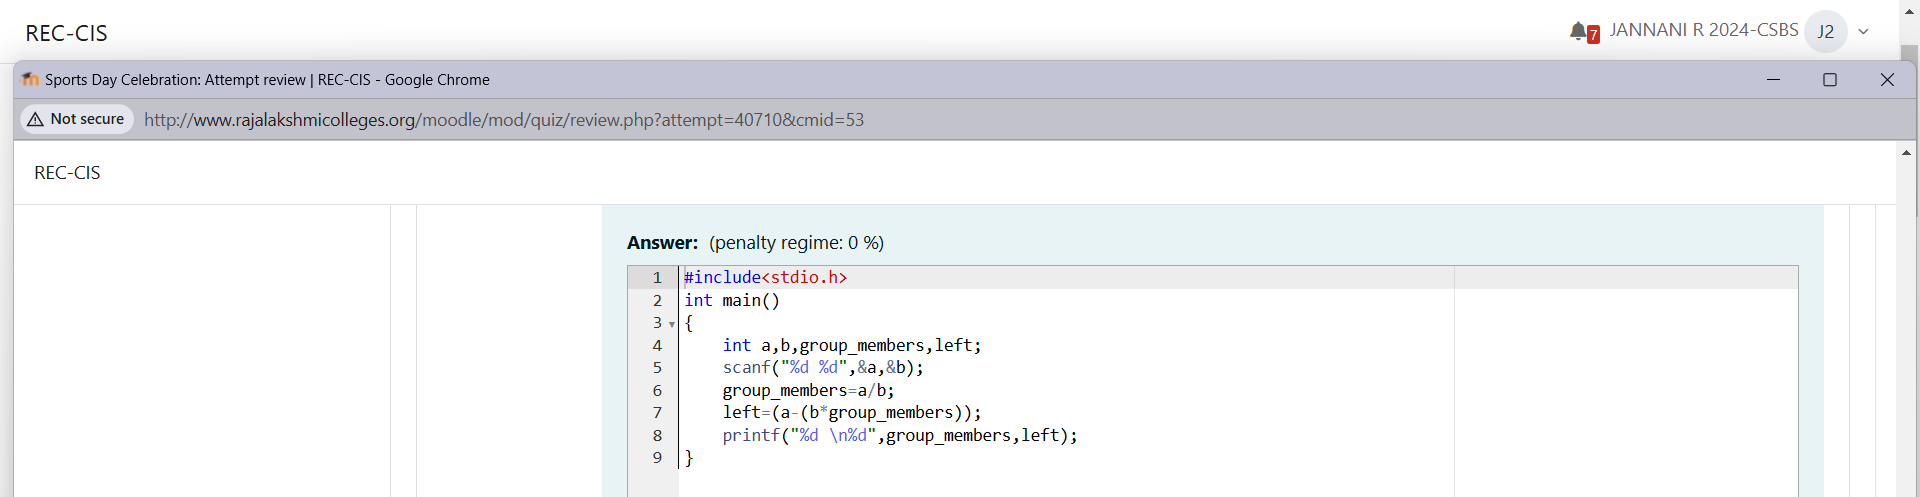 REC-CIS
7 JANNANI R 2024-CSBS J2
Sports Day Celebration: Attempt review | REC-CIS - Google Chrome
Not secure http://www.rajalakshmicolleges.org/moodle/mod/quiz/review.php?attempt=40710&cmid=53
REC-CIS
Answer: (penalty regime: 0 %)
1 #include<stdio.h>
2 int main()
3 {
4     int a,b,group_members,left;
5     scanf("%d %d",&a,&b);
6     group_members=a/b;
7     left=(a-(b*group_members));
8     printf("%d \n%d",group_members,left);
9 }